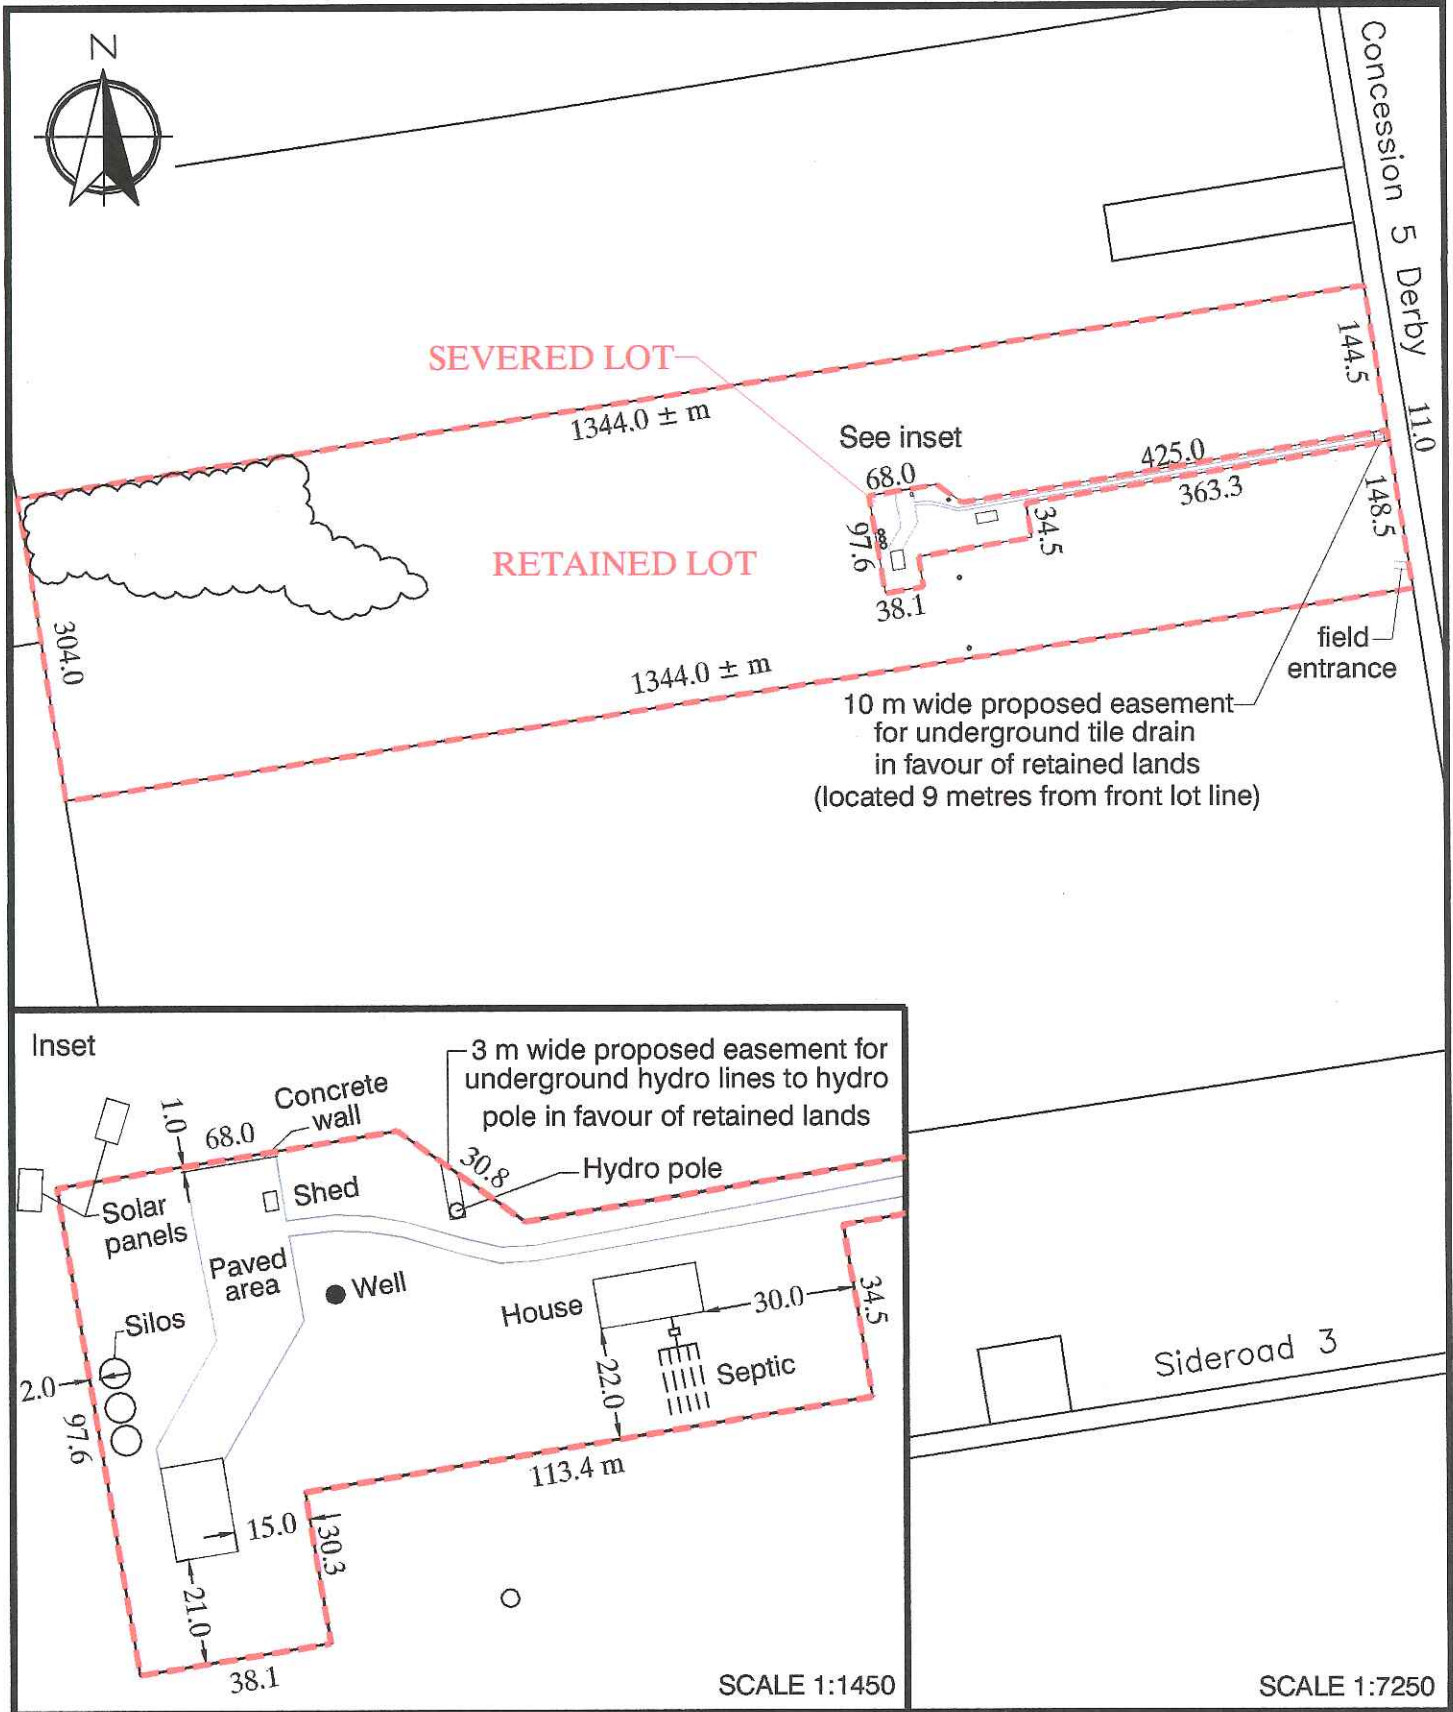 N
Concession 5 Derby
SEVERED LOT
1344.0 ± m
144.5
11.0
See inset
68.0
425.0
363.3
97.6
34.5
148.5
RETAINED LOT
38.1
304.0
1344.0 ± m
field
entrance
10 m wide proposed easement
for underground tile drain
in favour of retained lands
(located 9 metres from front lot line)
Inset
3 m wide proposed easement for
underground hydro lines to hydro
pole in favour of retained lands
Concrete
wall
1.0
68.0
30.8
Hydro pole
Solar
panels
Shed
Paved
area
Well
House
30.0
34.5
Silos
2.0
97.6
22.0
Septic
113.4 m
15.0
30.3
21.0
38.1
SCALE 1:1450
Sideroad 3
SCALE 1:7250